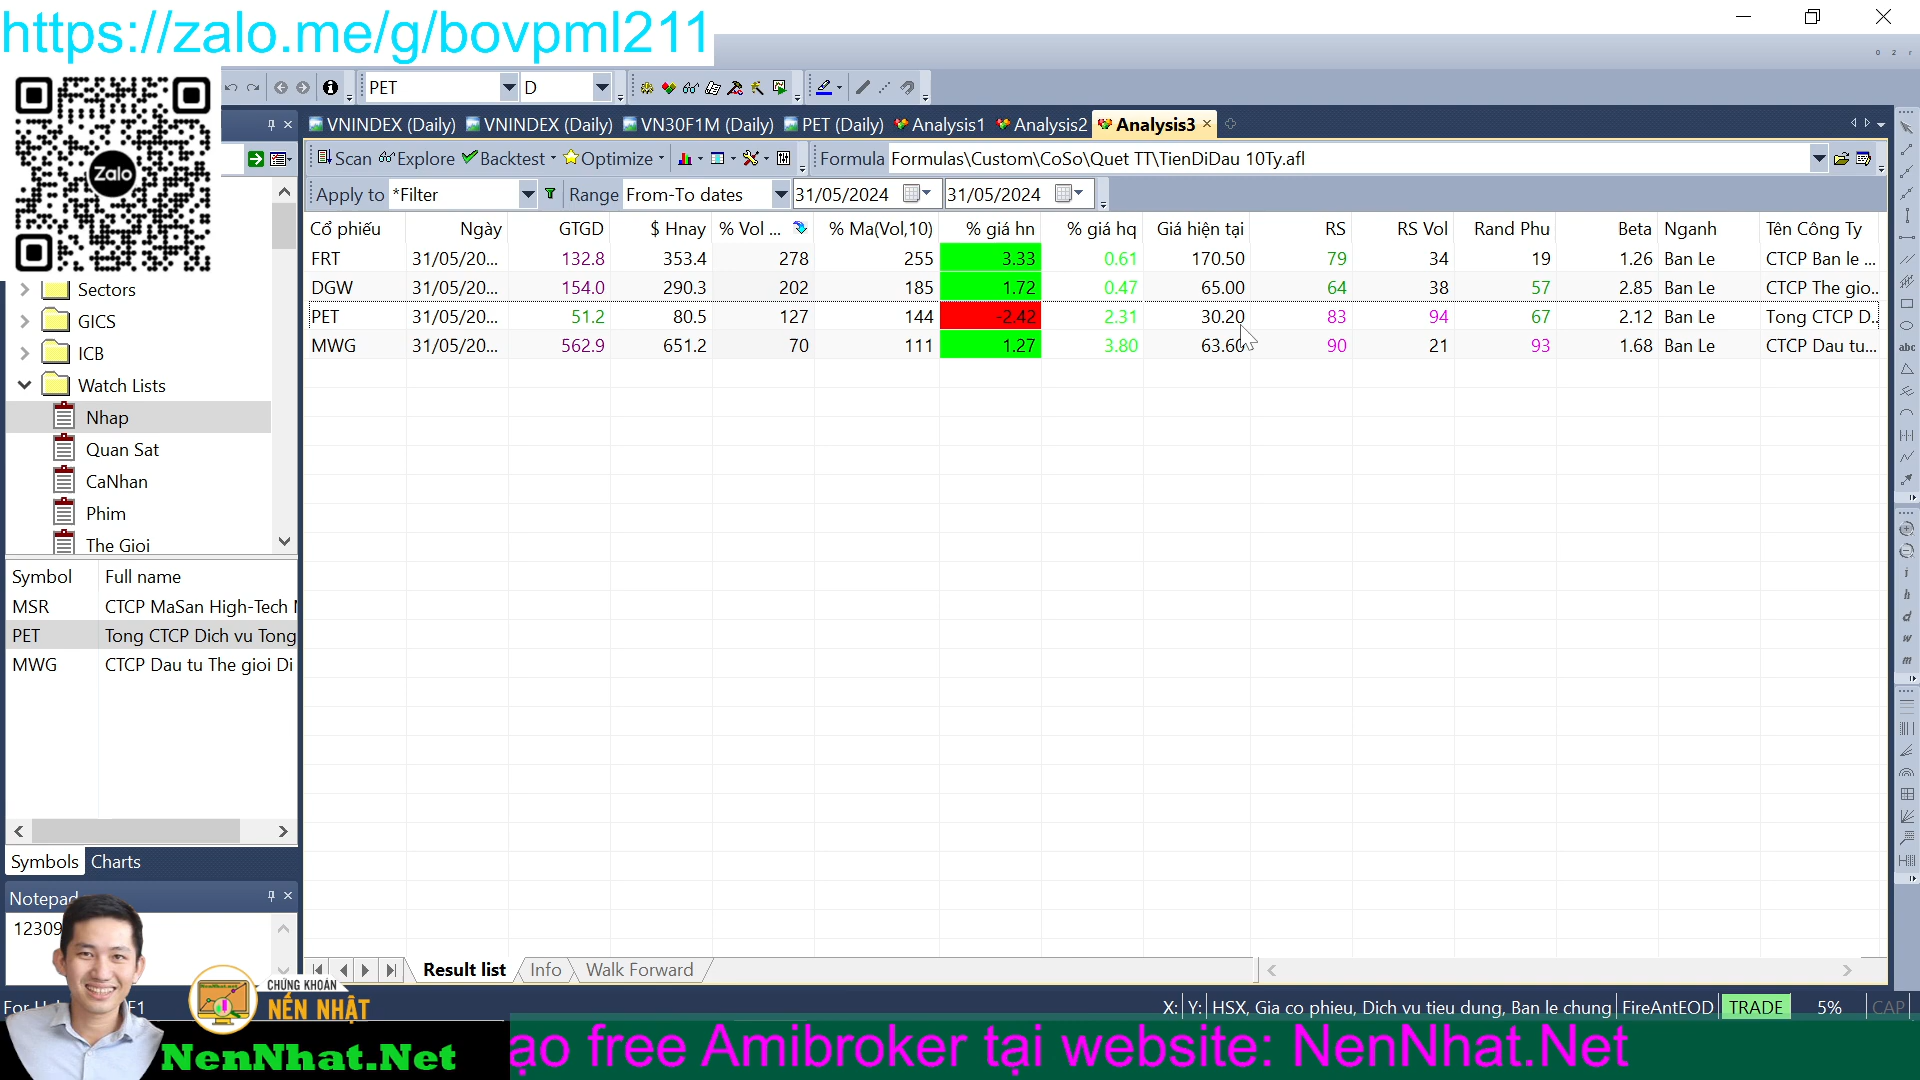 https://zalo.me/g/bovpml211
Zalo
PET
D
VNINDEX (Daily) VNINDEX (Daily) VN30F1M (Daily) PET (Daily) Analysis1 Analysis2 Analysis3
Scan Explore Backtest Optimize Formula Formulas\Custom\CoSo\Quet TT\TienDiDau 10Ty.afl
Apply to *Filter Range From-To dates 31/05/2024 31/05/2024
Cổ phiếu Ngày GTGD $ Hnay % Vol ... % Ma(Vol,10) % giá hn % giá hq Giá hiện tại RS RS Vol Rand Phu Beta Nganh Tên Công Ty
FRT 31/05/20... 132.8 353.4 278 255 3.33 0.61 170.50 79 34 19 1.26 Ban Le CTCP Ban le ...
DGW 31/05/20... 154.0 290.3 202 185 1.72 0.47 65.00 64 38 57 2.85 Ban Le CTCP The gio..
PET 31/05/20... 51.2 80.5 127 144 -2.42 2.31 30.20 83 94 67 2.12 Ban Le Tong CTCP D..
MWG 31/05/20... 562.9 651.2 70 111 1.27 3.80 63.60 90 21 93 1.68 Ban Le CTCP Dau tu...
Sectors
GICS
ICB
Watch Lists
Nhap
Quan Sat
CaNhan
Phim
The Gioi
Symbol Full name
MSR CTCP MaSan High-Tech
PET Tong CTCP Dich vu Tong
MWG CTCP Dau tu The gioi Di
Symbols Charts
Notepad
12309
Result list Info Walk Forward
For F1
X: Y: HSX, Gia co phieu, Dich vu tieu dung, Ban le chung FireAntEOD TRADE 5% CAP
CHỨNG KHOÁN
NẾN NHẬT
NenNhat.Net
ạo free Amibroker tại website: NenNhat.Net
abc
i
h
d
w
m